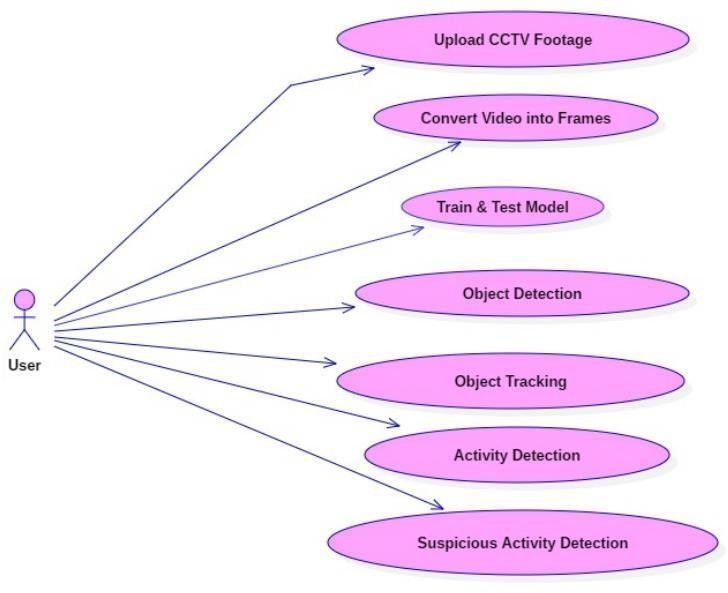 Upload CCTV Footage
Convert Video into Frames
Train & Test Model
Object Detection
User
Object Tracking
Activity Detection
Suspicious Activity Detection